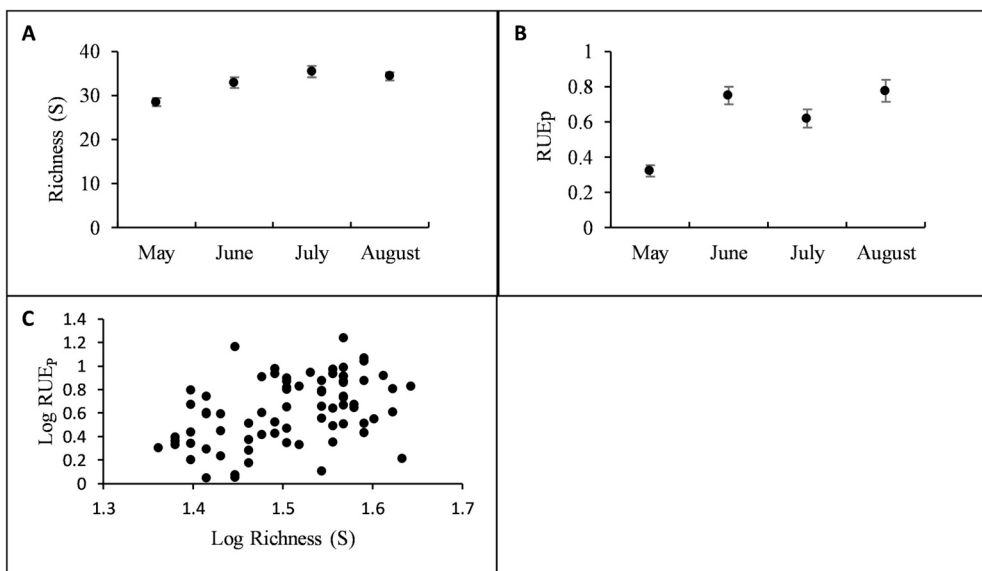 A
40
30
20
10
0
Richness (S)
May June July August
B
1
0.8
0.6
0.4
0.2
0
RUEp
May June July August
C
1.4
1.2
1
0.8
0.6
0.4
0.2
0
Log RUEP
1.3 1.4 1.5 1.6 1.7
Log Richness (S)